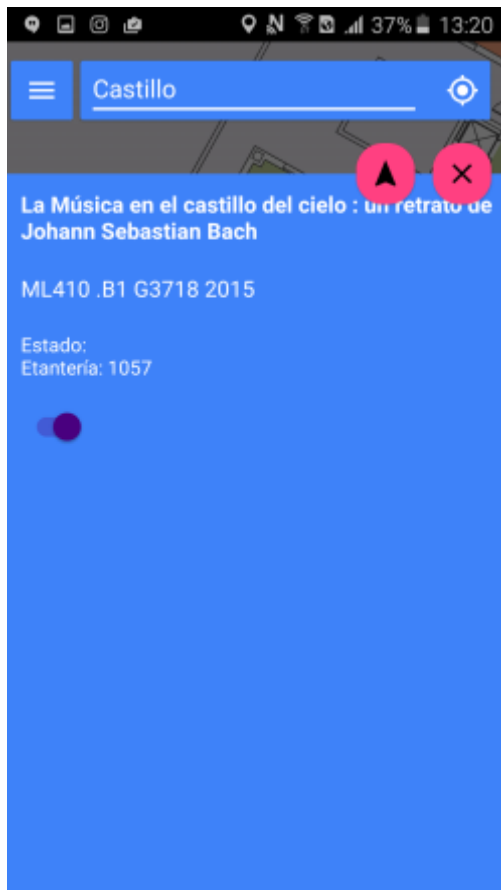 37% 13:20
Castillo
La Música en el castillo del cielo : un retrato de
Johann Sebastian Bach
ML410 .B1 G3718 2015
Estado:
Etantería: 1057